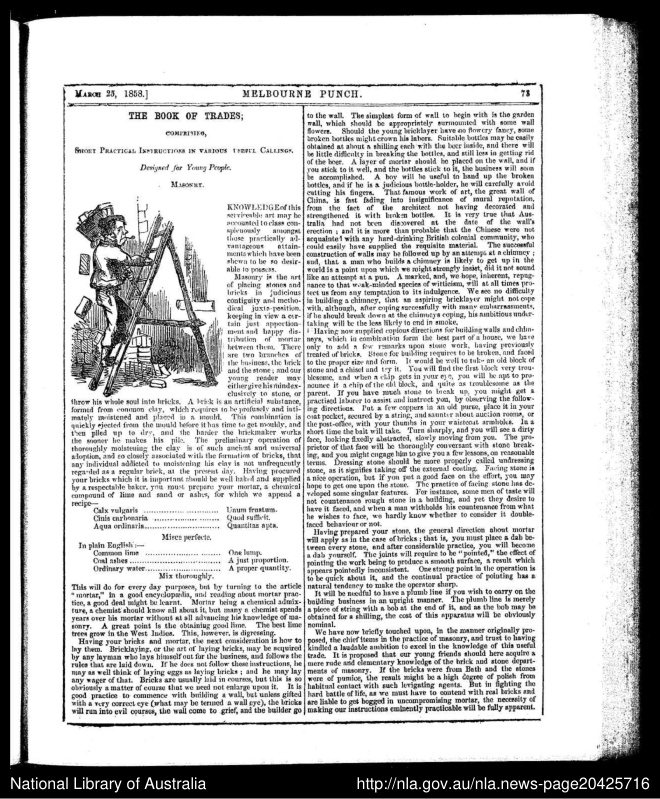 MARCH 25, 1858.] MELBOURNE PUNCH. 73
THE BOOK OF TRADES;
COMPRISING,
SHORT PRACTICAL INSTRUCTIONS IN VARIOUS USEFUL CALLINGS.
Designed for Young People.
MASONRY.
KNOWLEDGE of this
serviceable art may be
accounted to class con-
spicuously amongst
those practically ad-
vantageous attain-
ments which have been
shewn to be so desir-
able to possess.
Masonry is the art
of placing stones and
bricks in judicious
contiguity and metho-
dical juxta-position,
keeping in view a cer-
tain just apportion-
ment and happy dis-
tribution of mortar
between them. There
are two branches of
the business, the brick
and the stone; and our
young reader may
either give his mind ex-
clusively to stone, or
throw his whole soul into bricks. A brick is an artificial substance,
formed from common clay, which requires to be profusely and inti-
mately moistened and placed in a mould. This combination is
quickly ejected from the mould before it has time to get mouldy, and
then piled up to dry, and the harder the brickmaker works
the sooner he makes his pile. The preliminary operation of
thoroughly moistening the clay is of such ancient and universal
adoption, and so closely associated with the formation of bricks, that
any individual addicted to moistening his clay is not unfrequently
regarded as a regular brick, at the present day. Having procured
your bricks which it is important should be well baked and supplied
by a respectable baker, you must prepare your mortar, a chemical
compound of lime and sand or ashes, for which we append a
recipe—
Calx vulgaris ........................ Unum frustum.
Cinis carbonaria ........................ Quod sufficit.
Aqua ordinaris........................ Quantitas apta.
Misce perfecte.
In plain English:—
Common lime ........................ One lump.
Coal ashes........................ A just proportion.
Ordinary water........................ A proper quantity.
Mix thoroughly.
This will do for every day purposes, but by turning to the article
"mortar," in a good encyclopædia, and reading about mortar prac-
tice, a good deal might be learnt. Mortar being a chemical admix-
ture, a chemist should know all about it, but many a chemist spends
years over his mortar without at all advancing his knowledge of ma-
sonry. A great point is the obtaining good lime. The best lime
trees grow in the West Indies. This, however, is digressing.
Having your bricks and mortar, the next consideration is how to
lay them. Bricklaying, or the art of laying bricks, may be acquired
by any layman who lays himself out for the business, and follows the
rules that are laid down. If he does not follow these instructions, he
may as well think of laying eggs as laying bricks; and he may lay
any wager of that. Bricks are usually laid in courses, but this is so
obviously a matter of course that we need not enlarge upon it. It is
good practice to commence with building a wall, but unless gifted
with a very correct eye (what may be termed a wall eye), the bricks
will run into evil courses, the wall come to grief, and the builder go
to the wall. The simplest form of wall to begin with is the garden
wall, which should be appropriately surmounted with some wall
flowers. Should the young bricklayer have no flowery fancy, some
broken bottles might crown his labors. Suitable bottles may be easily
obtained at about a shilling each with the beer inside, and there will
be little difficulty in breaking the bottles, and still less in getting rid
of the beer. A layer of mortar should be placed on the wall, and if
you stick to it well, and the bottles stick to it, the business will soon
be accomplished. A boy will be useful to hand up the broken
bottles, and if he is a judicious bottle-holder, he will carefully avoid
cutting his fingers. That famous work of art, the great wall of
China, is fast fading into insignificance of mural reputation,
from the fact of the architect not having decorated and
strengthened it with broken bottles. It is very true that Aus-
tralia had not been discovered at the date of the wall's
erection; and it is more than probable that the Chinese were not
acquainted with any hard-drinking British colonial community, who
could easily have supplied the requisite material. The successful
construction of walls may be followed up by an attempt at a chimney;
and, that a man who builds a chimney is likely to get up in the
world is a point upon which we might strongly insist, did it not sound
like an attempt at a pun. A marked, and, we hope, inherent, repug-
nance to that weak-minded species of witticism, will at all times pro-
tect us from any temptation to its indulgence. We see no difficulty
in building a chimney, that an aspiring bricklayer might not cope
with, although, after coping successfully with many embarrassments,
if he should break down at the chimneys coping, his ambitious under-
taking will be the less likely to end in smoke.
Having now supplied copious directions for building walls and chim-
neys, which in combination form the best part of a house, we have
only to add a few remarks upon stone work, having previously
treated of bricks. Stone for building requires to be broken, and faced
to the proper size and form. It would be well to take an old block of
stone and a chisel and try it. You will find the first block very trou-
blesome, and when a chip gets in your eye, you will be apt to pro-
nounce it a chip of the old block, and quite as troublesome as the
parent. If you have much stone to break up, you might get a
practised laborer to assist and instruct you, by observing the follow-
ing directions. Put a few coppers in an old purse, place it in your
coat pocket, secured by a string, and saunter about auction rooms, or
the post-office, with your thumbs in your waistcoat armholes. In a
short time the bait will take. Turn sharply, and you will see a dirty
face, looking fixedly abstracted, slowly moving from you. The pro-
prietor of that face will be thoroughly conversant with stone break-
ing, and you might engage him to give you a few lessons, on reasonable
terms. Dressing stone should be more properly called undressing
stone, as it signifies taking off the external coating. Facing stone is
a nice operation, but if you put a good face on the effort, you may
hope to get one upon the stone. The practice of facing stone has de-
veloped some singular features. For instance, some men of taste will
not countenance rough stone in a building, and yet they desire to
have it faced, and when a man withholds his countenance from what
he wishes to face, we hardly know whether to consider it double-
faced behaviour or not.
Having prepared your stone, the general direction about mortar
will apply as in the case of bricks; that is, you must place a dab be-
tween every stone, and after considerable practice, you will become
a dab yourself. The joints will require to be "pointed," the effect of
pointing the work being to produce a smooth surface, a result which
appears pointedly inconsistent. One strong point in the operation is
to be quick about it, and the continual practice of pointing has a
natural tendency to make the operator sharp.
It will be needful to have a plumb line if you wish to carry on the
building business in an upright manner. The plumb line is merely
a piece of string with a bob at the end of it, and as the bob may be
obtained for a shilling, the cost of this apparatus will be obviously
nominal.
We have now briefly touched upon, in the manner originally pro-
posed, the chief items in the practice of masonry, and trust to having
kindled a laudable ambition to excel in the knowledge of this useful
trade. It is proposed that our young friends should here acquire a
mere rude and elementary knowledge of the brick and stone depart-
ments of masonry. If the bricks were from Bath and the stones
were of pumice, the result might be a high degree of polish from
habitual contact with such levigating agents. But in fighting the
hard battle of life, as we must have to contend with real bricks and
are liable to get bogged in uncompromising mortar, the necessity of
making our instructions eminently practicable will be fully apparent.
National Library of Australia http://nla.gov.au/nla.news-page20425716